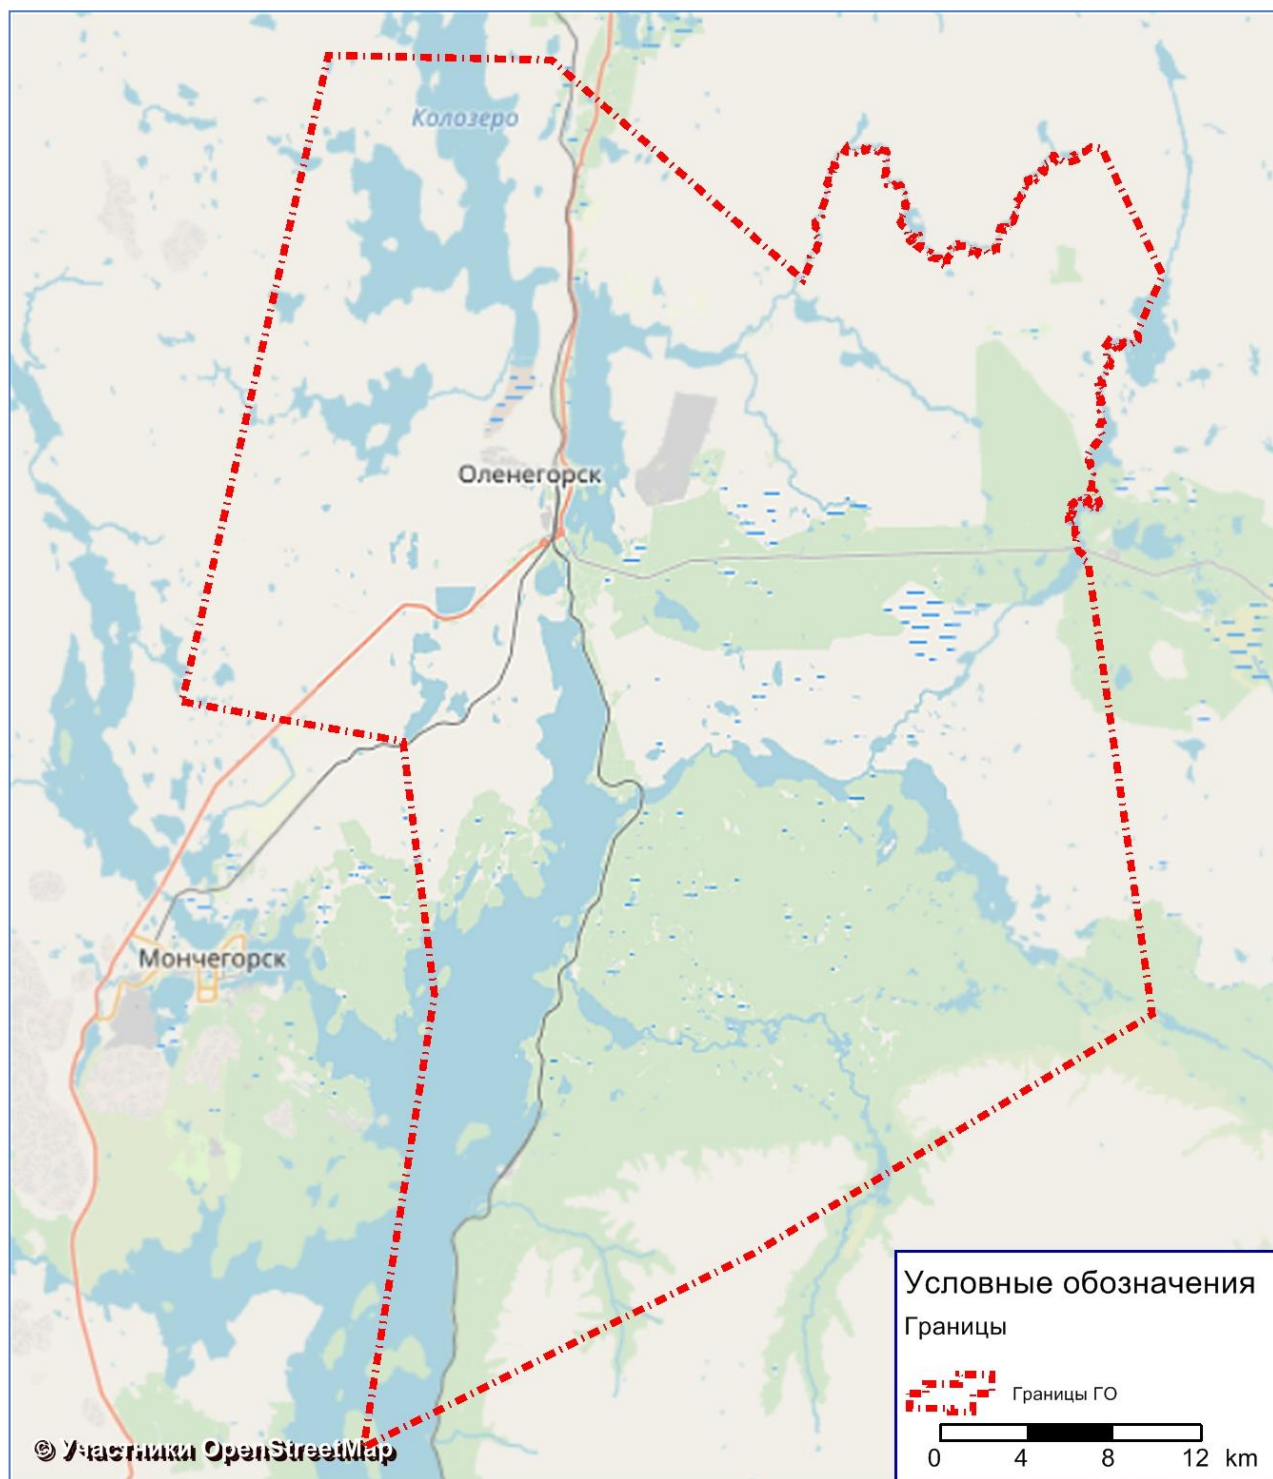 Колозеро
Оленегорск
Мончегорск
Условные обозначения
Границы
Границы ГО
0 4 8 12 km
© Участники OpenStreetMap